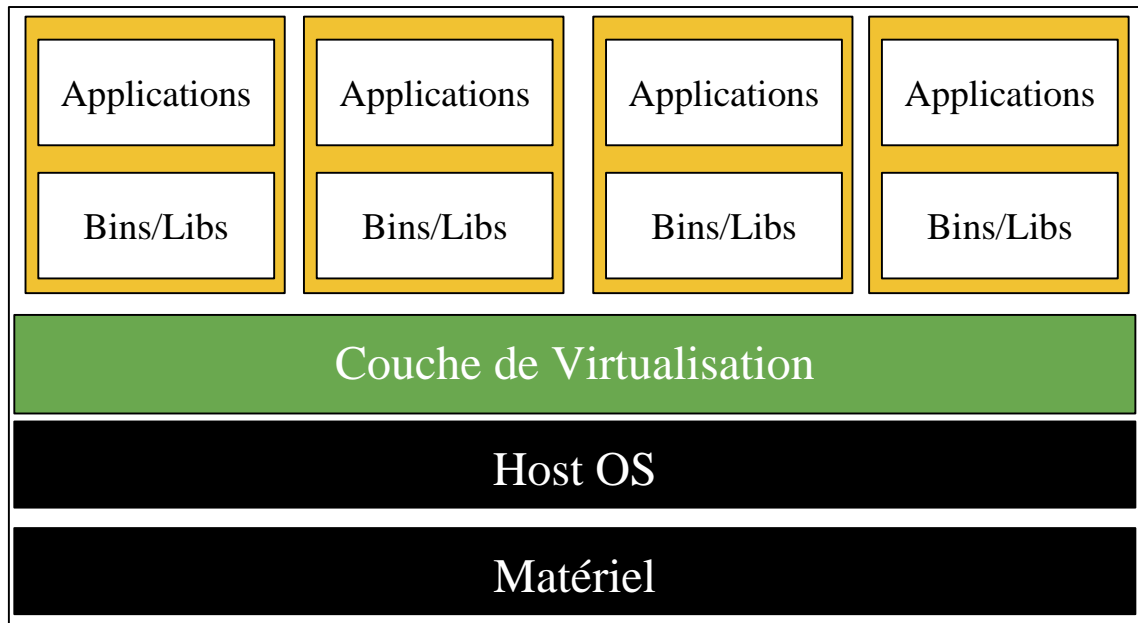 Applications Applications Applications Applications
Bins/Libs Bins/Libs Bins/Libs Bins/Libs
Couche de Virtualisation
Host OS
Matériel